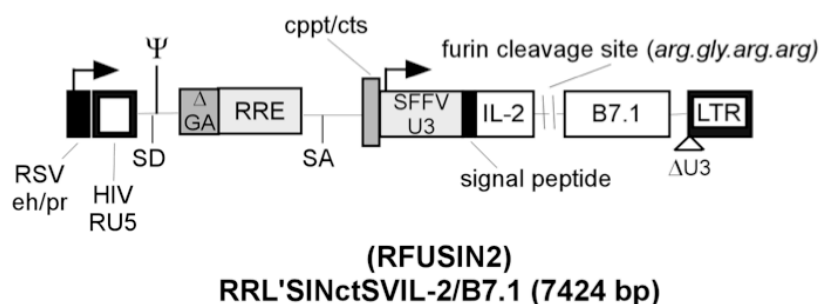 cppt/cts
furin cleavage site (arg.gly.arg.arg)
Ψ
Δ
GA
RRE
SFFV
U3
IL-2
B7.1
LTR
SD
SA
ΔU3
RSV
eh/pr
HIV
RU5
signal peptide
(RFUSIN2)
RRL'SINctSVIL-2/B7.1 (7424 bp)